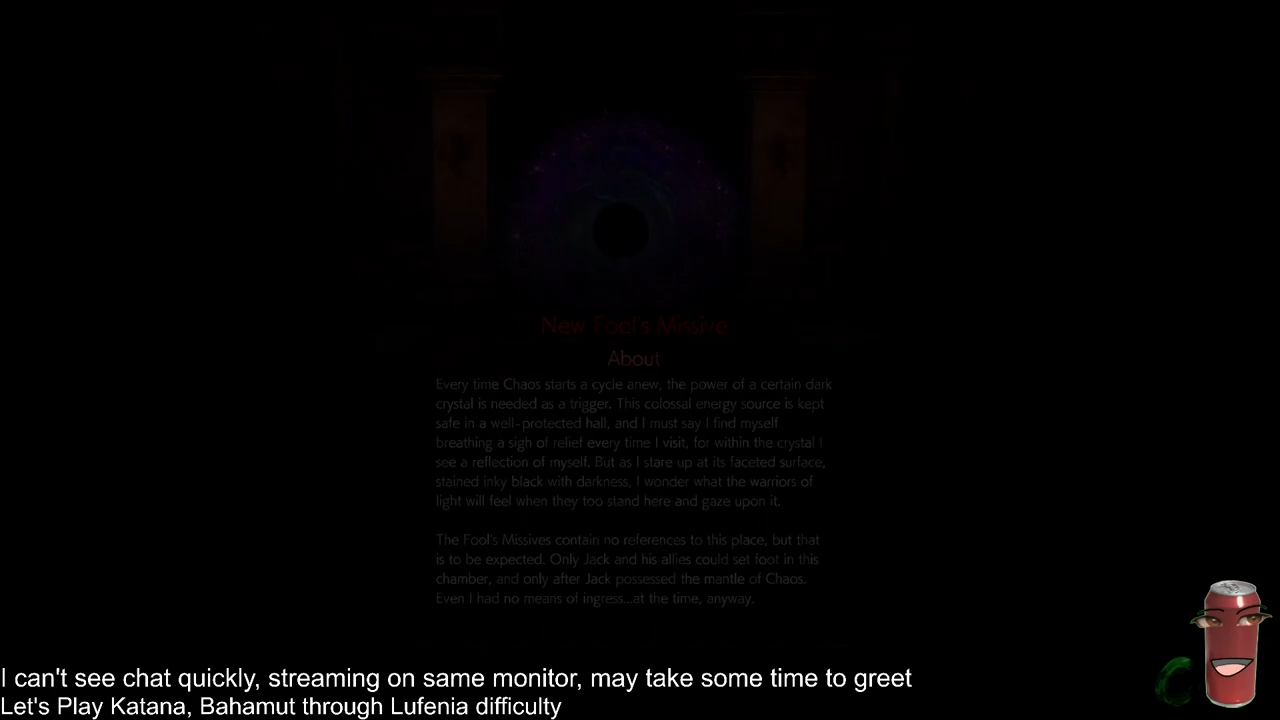 New Fool's Missive
About
Every time Chaos starts a cycle anew, the power of a certain dark
crystal is needed as a trigger. This colossal energy source is kept
safe in a well-protected hall, and I must say I find myself
breathing a sigh of relief every time I visit, for within the crystal I
see a reflection of myself. But as I stare up at its faceted surface,
stained inky black with darkness, I wonder what the warriors of
light will feel when they too stand here and gaze upon it.
The Fool's Missives contain no references to this place, but that
is to be expected. Only Jack and his allies could set foot in this
chamber, and only after Jack possessed the mantle of Chaos.
Even I had no means of ingress...at the time, anyway.
I can't see chat quickly, streaming on same monitor, may take some time to greet
Let's Play Katana, Bahamut through Lufenia difficulty
C